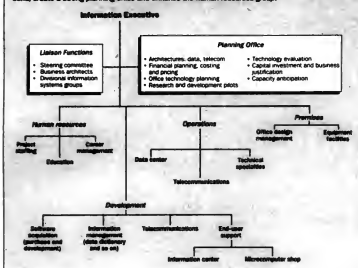 Information Executive
Liaison Functions
• Steering committee
• Business architects
• Divisional information
systems groups
Planning Office
• Architectures, data, telecom
• Financial planning, costing
and pricing
• Office technology planning
• Research and development pilots
• Technology evaluation
• Capital investment and business
justification
• Capacity anticipation
Human resources
Project
staffing
Education
Career
management
Operations
Data center
Telecommunications
Technical
specialties
Premises
Office design
management
Equipment
facilities
Development
Software
acquisition
(purchase and
development)
Information
management
(data dictionary
and so on)
Telecommunications
End-user
support
Information center
Microcomputer shop